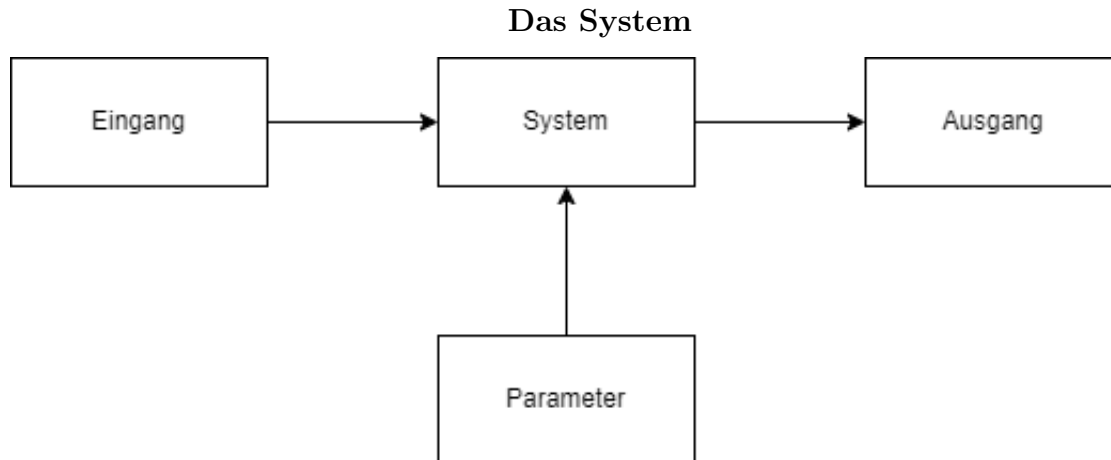 Das System
Eingang
System
Ausgang
Parameter